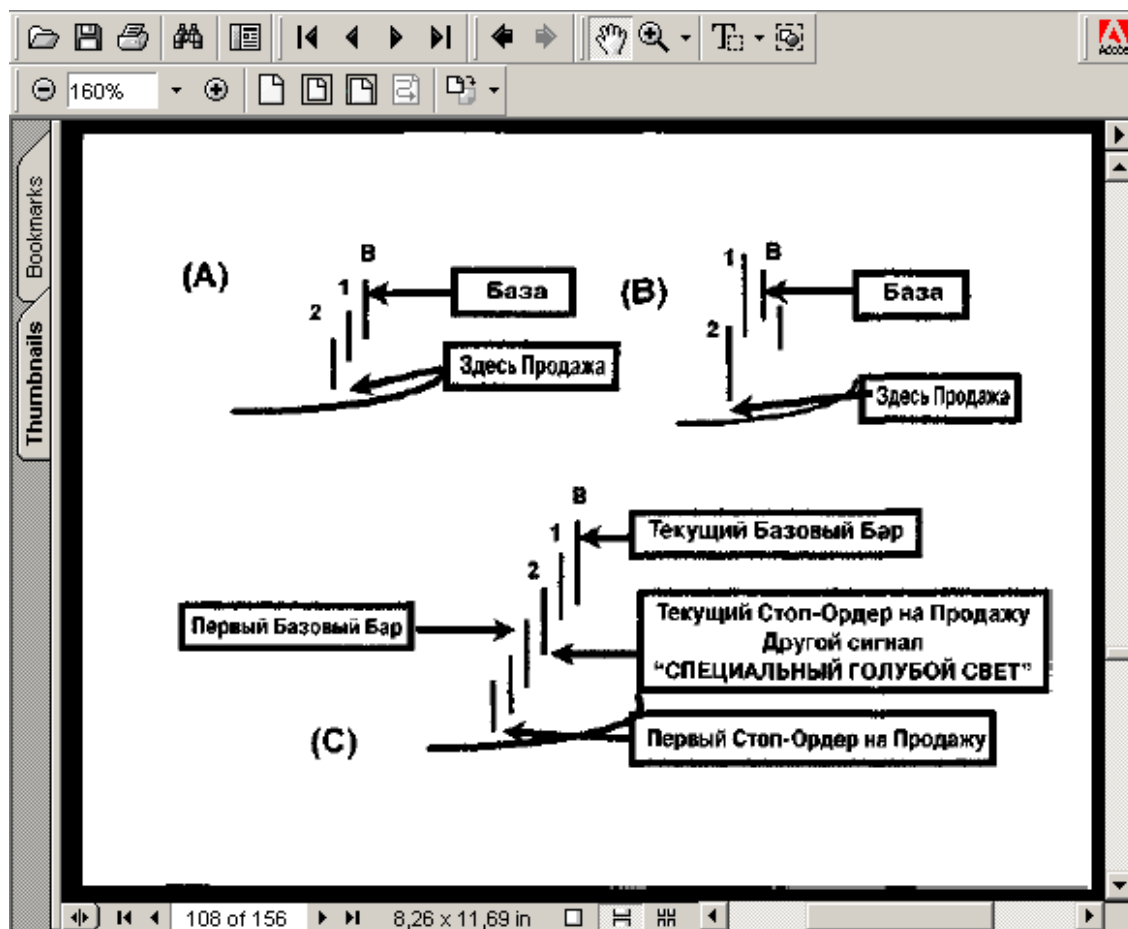 Adobe
160%
Bookmarks
Thumbnails
(A)
B
1
2
База
Здесь Продажа
(B)
1
B
2
База
Здесь Продажа
B
1
2
Текущий Базовый Бар
Первый Базовый Бар
Текущий Стоп-Ордер на Продажу
Другой сигнал
“СПЕЦИАЛЬНЫЙ ГОЛУБОЙ СВЕТ”
(C)
Первый Стоп-Ордер на Продажу
108 of 156
8,26 x 11,69 in